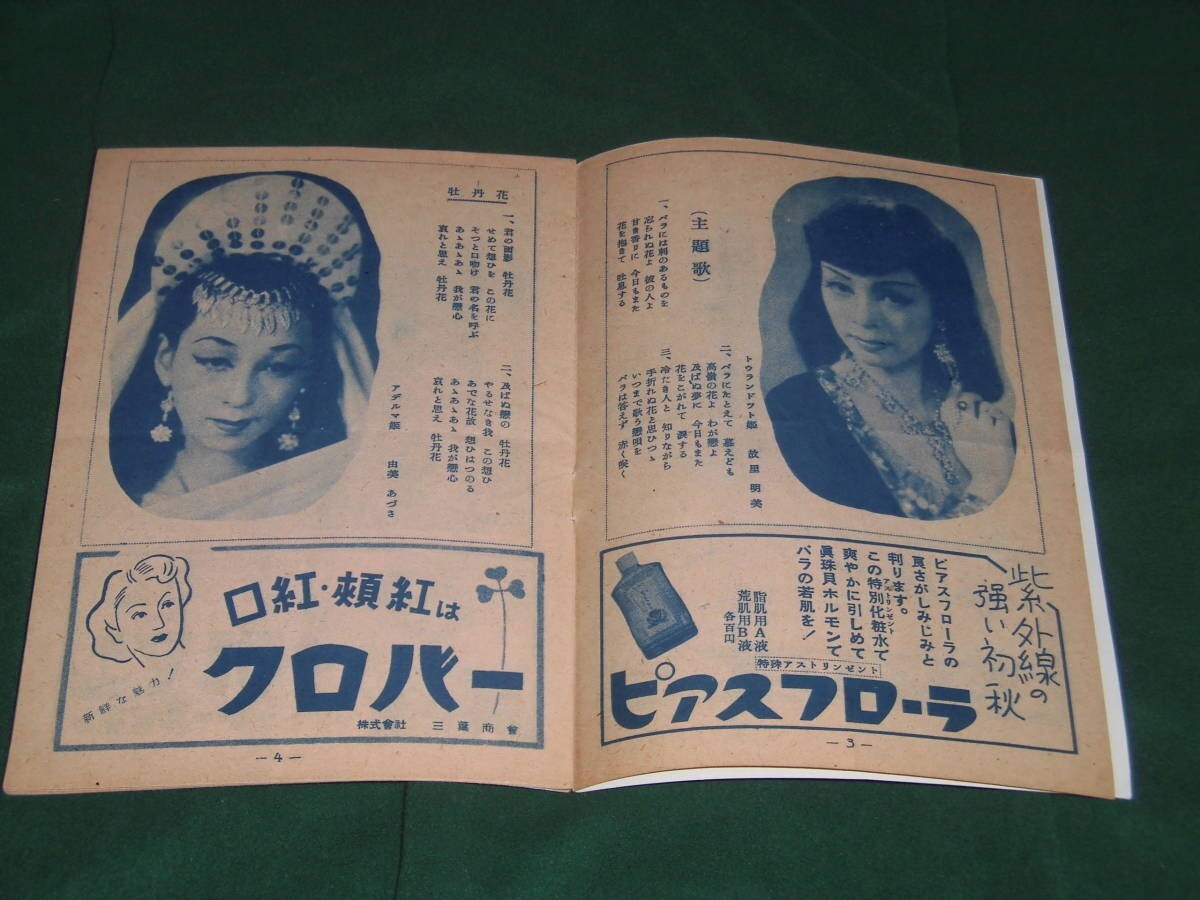 (主題歌)
一、バラには刺のあるものを
忘られぬ花よ 彼の人よ
甘き香りに 今日もまた
花を抱きて 吐息する
二、バラにたとえて 慕えども
高嶺の花よ わが戀よ
及ばぬ夢に 今日もまた
花をこがれて 涙する
三、冷たき人と 知りながら
手折れぬ花と思ひつゝ
いつまで歌う戀唄を
バラは答えず 赤く咲く
トウランドット姫 故里明美
紫外線の
強い初秋
ピアスフローラの
良さがしみじみと
判ります。
この特別化粧水で
アストリンゼント
爽やかに引しめて
眞珠貝ホルモンで
バラの若肌を!
脂肌用A液
荒肌用B液
各百円
特殊アストリンゼント
ピアスフローラ
—3—
牡丹花
一、君の面影 牡丹花
せめて想ひを この花に
そつと口吻け 君の名を呼ぶ
あゝあゝあゝ 我が戀心
哀れと思え 牡丹花
二、及ばぬ戀の 牡丹花
やるせなき我 この想ひ
あでな花故 想ひはつのる
あゝあゝあゝ 我が戀心
哀れと思え 牡丹花
アデルマ姫 由美 あづさ
口紅・頰紅は
クロバー
新鮮な魅力!
株式會社 三葉商會
—4—